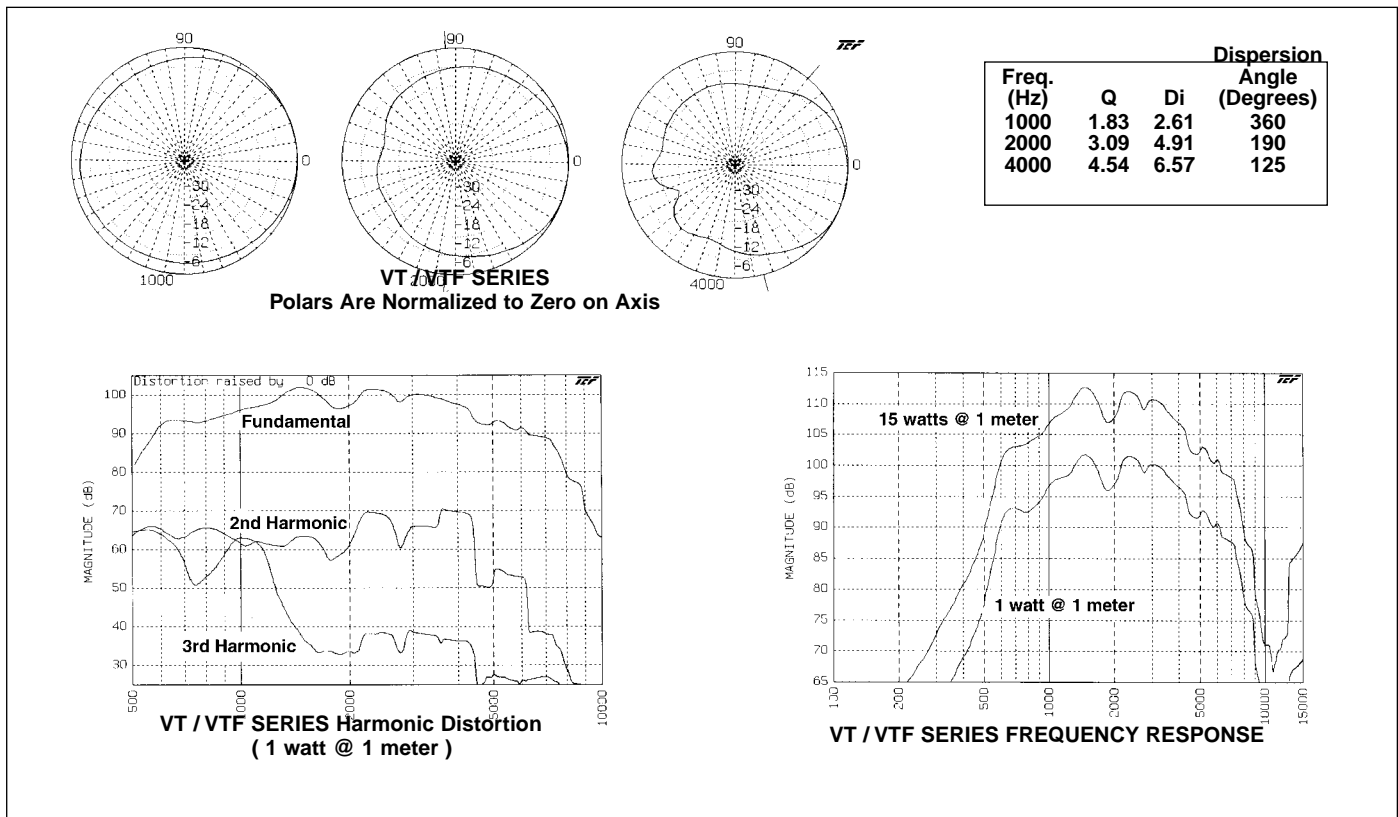 90
0
-30
-24
-18
-12
-6
1000
90
0
-30
-24
-18
-12
-6
2000
90
TEF
0
-30
-24
-18
-12
-6
4000
VT / VTF SERIES
Polars Are Normalized to Zero on Axis
Dispersion
Freq. Angle
(Hz) Q Di (Degrees)
1000 1.83 2.61 360
2000 3.09 4.91 190
4000 4.54 6.57 125
Distortion raised by 0 dB
TEF
MAGNITUDE (dB)
100
90
80
70
60
50
40
30
Fundamental
2nd Harmonic
3rd Harmonic
500
1000
2000
5000
10000
VT / VTF SERIES Harmonic Distortion
( 1 watt @ 1 meter )
TEF
MAGNITUDE (dB)
115
110
105
100
95
90
85
80
75
70
65
15 watts @ 1 meter
1 watt @ 1 meter
100
200
500
1000
2000
5000
10000
15000
VT / VTF SERIES FREQUENCY RESPONSE